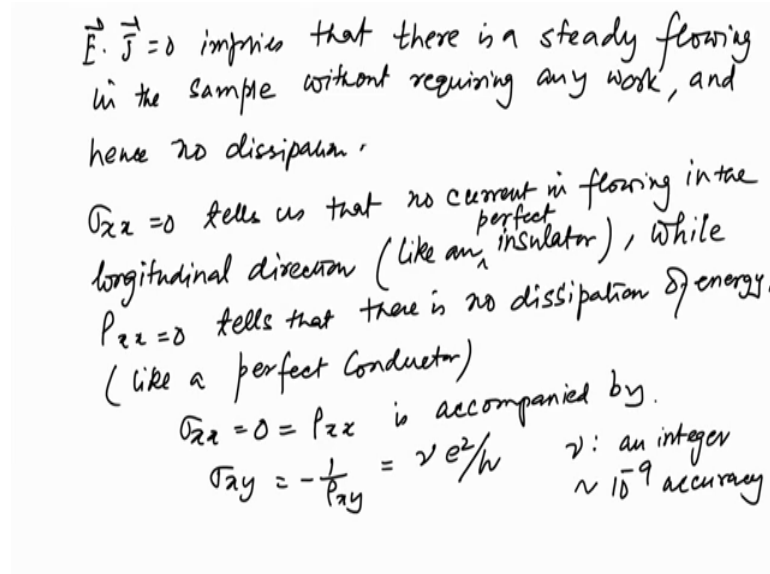 E⃗. J⃗ = 0 implies that there is a steady flowing
in the sample without requiring any work, and
hence no dissipation.
σxx = 0 tells us that no current is flowing in the
longitudinal direction (like an perfect insulator), while
ρxx = 0 tells that there is no dissipation of energy.
(like a perfect conductor)
σxx = 0 = ρxx is accompanied by.
σxy = -1/ρxy = ν e²/h ν: an integer
~ 10⁻⁹ accuracy